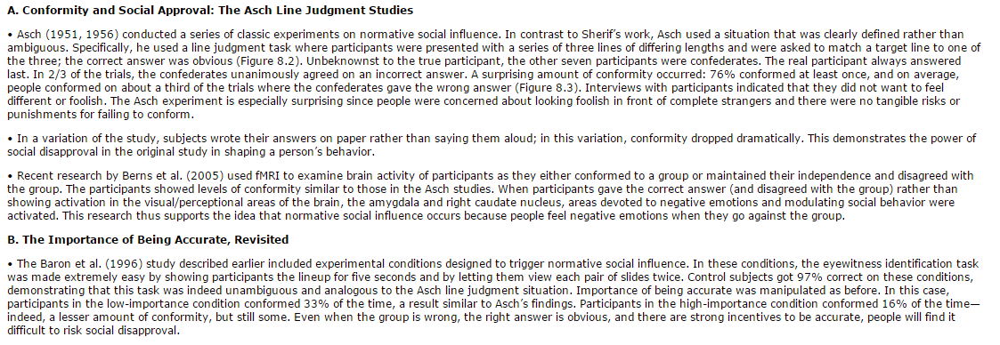 A. Conformity and Social Approval: The Asch Line Judgment Studies
• Asch (1951, 1956) conducted a series of classic experiments on normative social influence. In contrast to Sherif’s work, Asch used a situation that was clearly defined rather than
ambiguous. Specifically, he used a line judgment task where participants were presented with a series of three lines of differing lengths and were asked to match a target line to one of
the three; the correct answer was obvious (Figure 8.2). Unbeknownst to the true participant, the other seven participants were confederates. The real participant always answered
last. In 2/3 of the trials, the confederates unanimously agreed on an incorrect answer. A surprising amount of conformity occurred: 76% conformed at least once, and on average,
people conformed on about a third of the trials where the confederates gave the wrong answer (Figure 8.3). Interviews with participants indicated that they did not want to feel
different or foolish. The Asch experiment is especially surprising since people were concerned about looking foolish in front of complete strangers and there were no tangible risks or
punishments for failing to conform.
• In a variation of the study, subjects wrote their answers on paper rather than saying them aloud; in this variation, conformity dropped dramatically. This demonstrates the power of
social disapproval in the original study in shaping a person’s behavior.
• Recent research by Berns et al. (2005) used fMRI to examine brain activity of participants as they either conformed to a group or maintained their independence and disagreed with
the group. The participants showed levels of conformity similar to those in the Asch studies. When participants gave the correct answer (and disagreed with the group) rather than
showing activation in the visual/perceptional areas of the brain, the amygdala and right caudate nucleus, areas devoted to negative emotions and modulating social behavior were
activated. This research thus supports the idea that normative social influence occurs because people feel negative emotions when they go against the group.
B. The Importance of Being Accurate, Revisited
• The Baron et al. (1996) study described earlier included experimental conditions designed to trigger normative social influence. In these conditions, the eyewitness identification task
was made extremely easy by showing participants the lineup for five seconds and by letting them view each pair of slides twice. Control subjects got 97% correct on these conditions,
demonstrating that this task was indeed unambiguous and analogous to the Asch line judgment situation. Importance of being accurate was manipulated as before. In this case,
participants in the low-importance condition conformed 33% of the time, a result similar to Asch’s findings. Participants in the high-importance condition conformed 16% of the time—
indeed, a lesser amount of conformity, but still some. Even when the group is wrong, the right answer is obvious, and there are strong incentives to be accurate, people will find it
difficult to risk social disapproval.